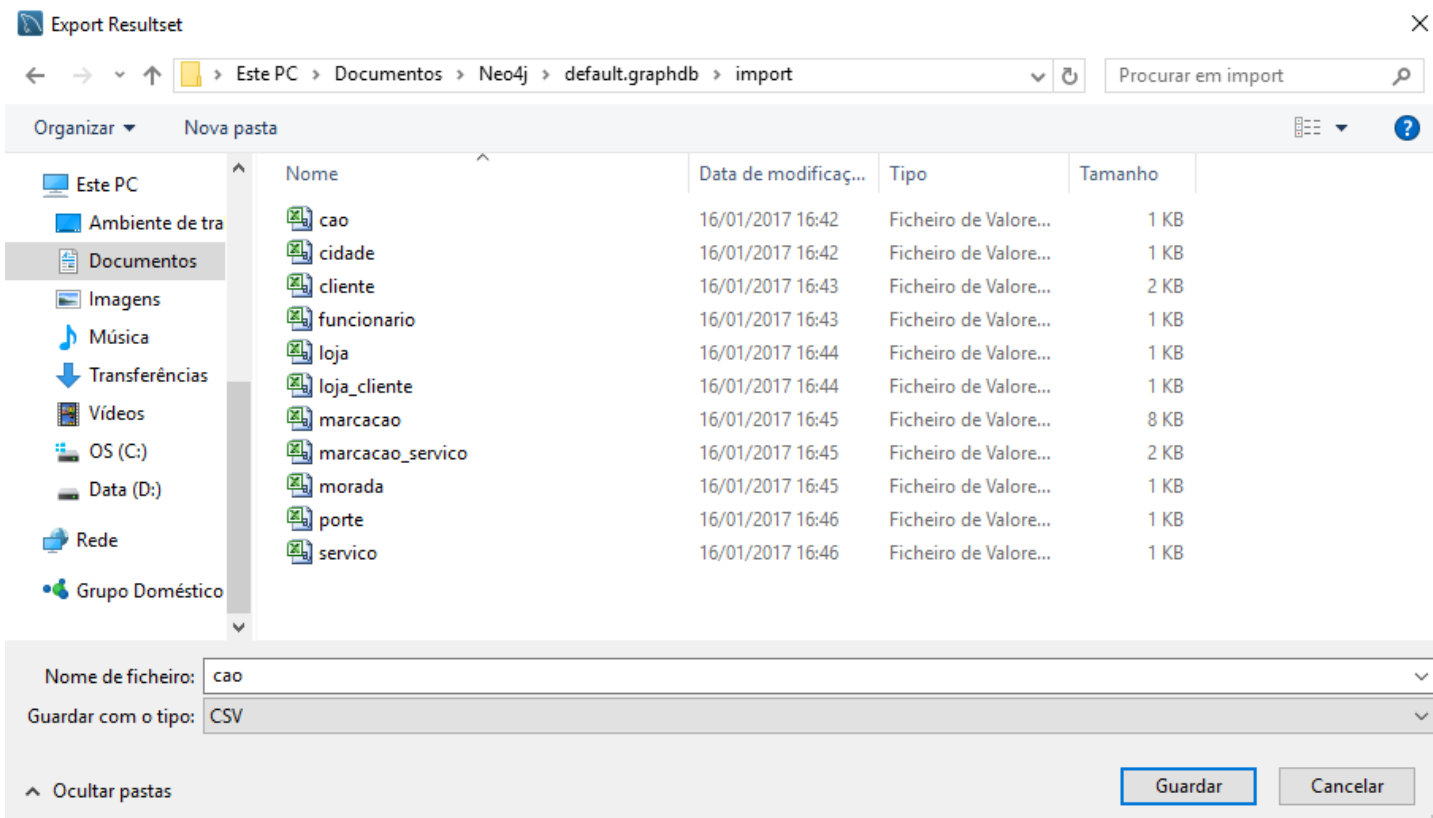 Export Resultset
Este PC > Documentos > Neo4j > default.graphdb > import
Procurar em import
Organizar
Nova pasta
?
Nome
Data de modificaç...
Tipo
Tamanho
Este PC
Ambiente de tra
Documentos
Imagens
Música
Transferências
Vídeos
OS (C:)
Data (D:)
Rede
Grupo Doméstico
cao 16/01/2017 16:42 Ficheiro de Valore... 1 KB
cidade 16/01/2017 16:42 Ficheiro de Valore... 1 KB
cliente 16/01/2017 16:43 Ficheiro de Valore... 2 KB
funcionario 16/01/2017 16:43 Ficheiro de Valore... 1 KB
loja 16/01/2017 16:44 Ficheiro de Valore... 1 KB
loja_cliente 16/01/2017 16:44 Ficheiro de Valore... 1 KB
marcacao 16/01/2017 16:45 Ficheiro de Valore... 8 KB
marcacao_servico 16/01/2017 16:45 Ficheiro de Valore... 2 KB
morada 16/01/2017 16:45 Ficheiro de Valore... 1 KB
porte 16/01/2017 16:46 Ficheiro de Valore... 1 KB
servico 16/01/2017 16:46 Ficheiro de Valore... 1 KB
Nome de ficheiro: cao
Guardar com o tipo: CSV
Ocultar pastas
Guardar
Cancelar